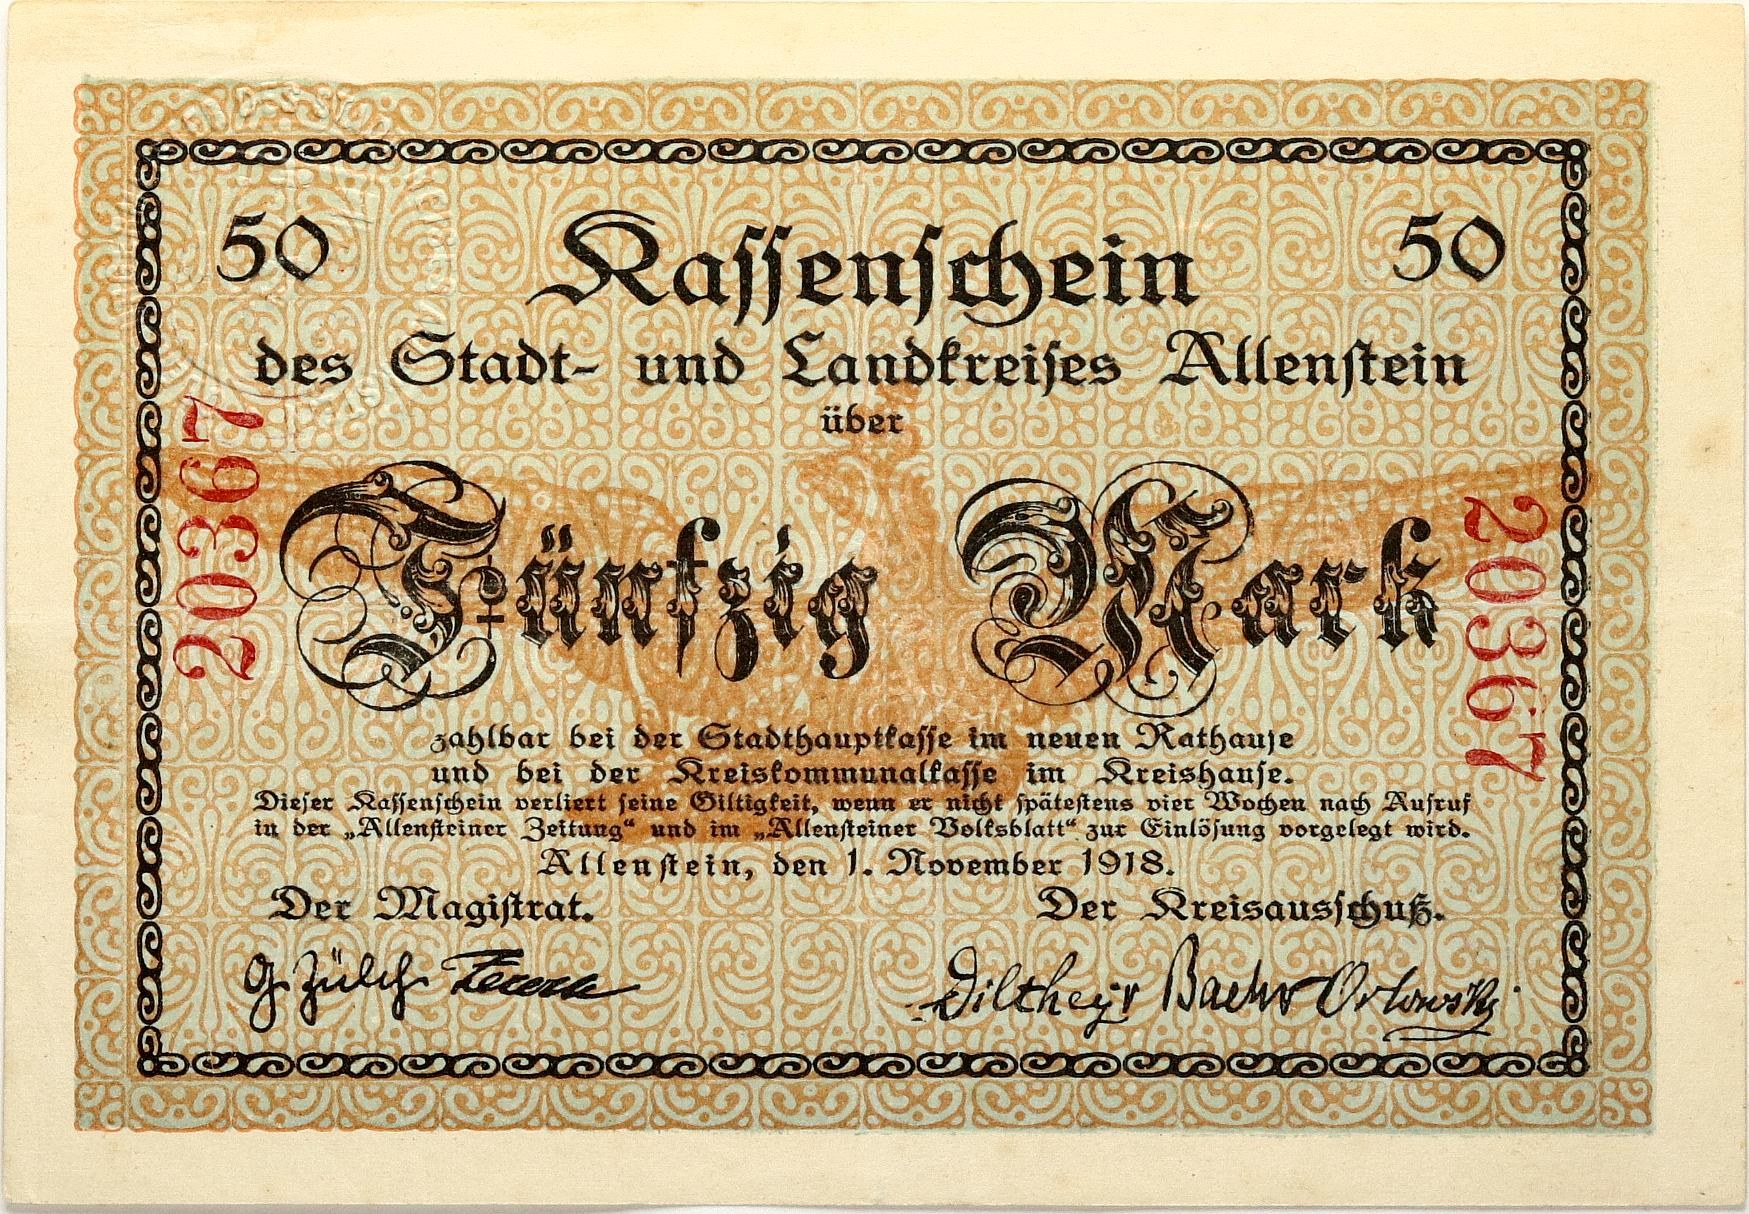 50 Kassenschein 50
des Stadt- und Landkreises Allenstein
über
Fünfzig Mark
203367
203367
zahlbar bei der Stadthauptkasse im neuen Rathause
und bei der Kreiskommunalkasse im Kreishause.
Dieser Kassenschein verliert seine Giltigkeit, wenn er nicht spätestens vier Wochen nach Aufruf
in der „Allensteiner Zeitung“ und im „Allensteiner Volksblatt“ zur Einlösung vorgelegt wird.
Allenstein, den 1. November 1918.
Der Magistrat. Der Kreisausschuß.
G. Zülch Dilthey Baehr Orlowski